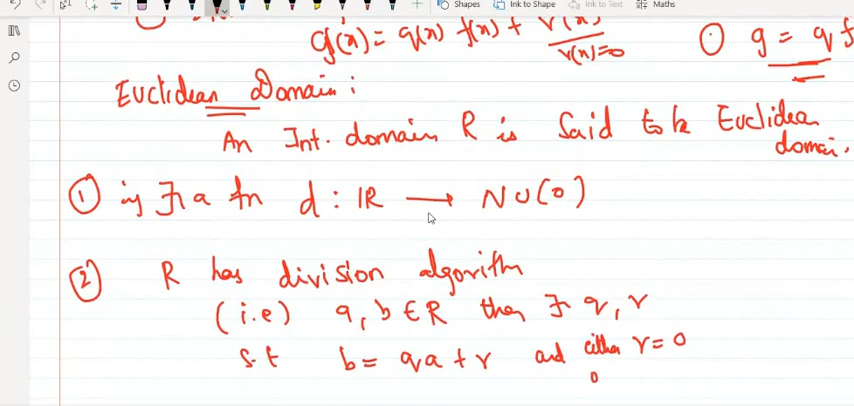 Shapes Ink to Shape Ink to Text Maths
g(x) = q(x) f(x) + r(x)
r(x)=0
g = q f
Euclidean Domain :
An Int. domain R is Said to be Euclidean
domain.
① if ∃ a fn d : R → N ∪ (0)
② R has division algorithm
(i.e) a, b ∈ R then ∃ q, r
s.t b = qa + r and either r = 0
0